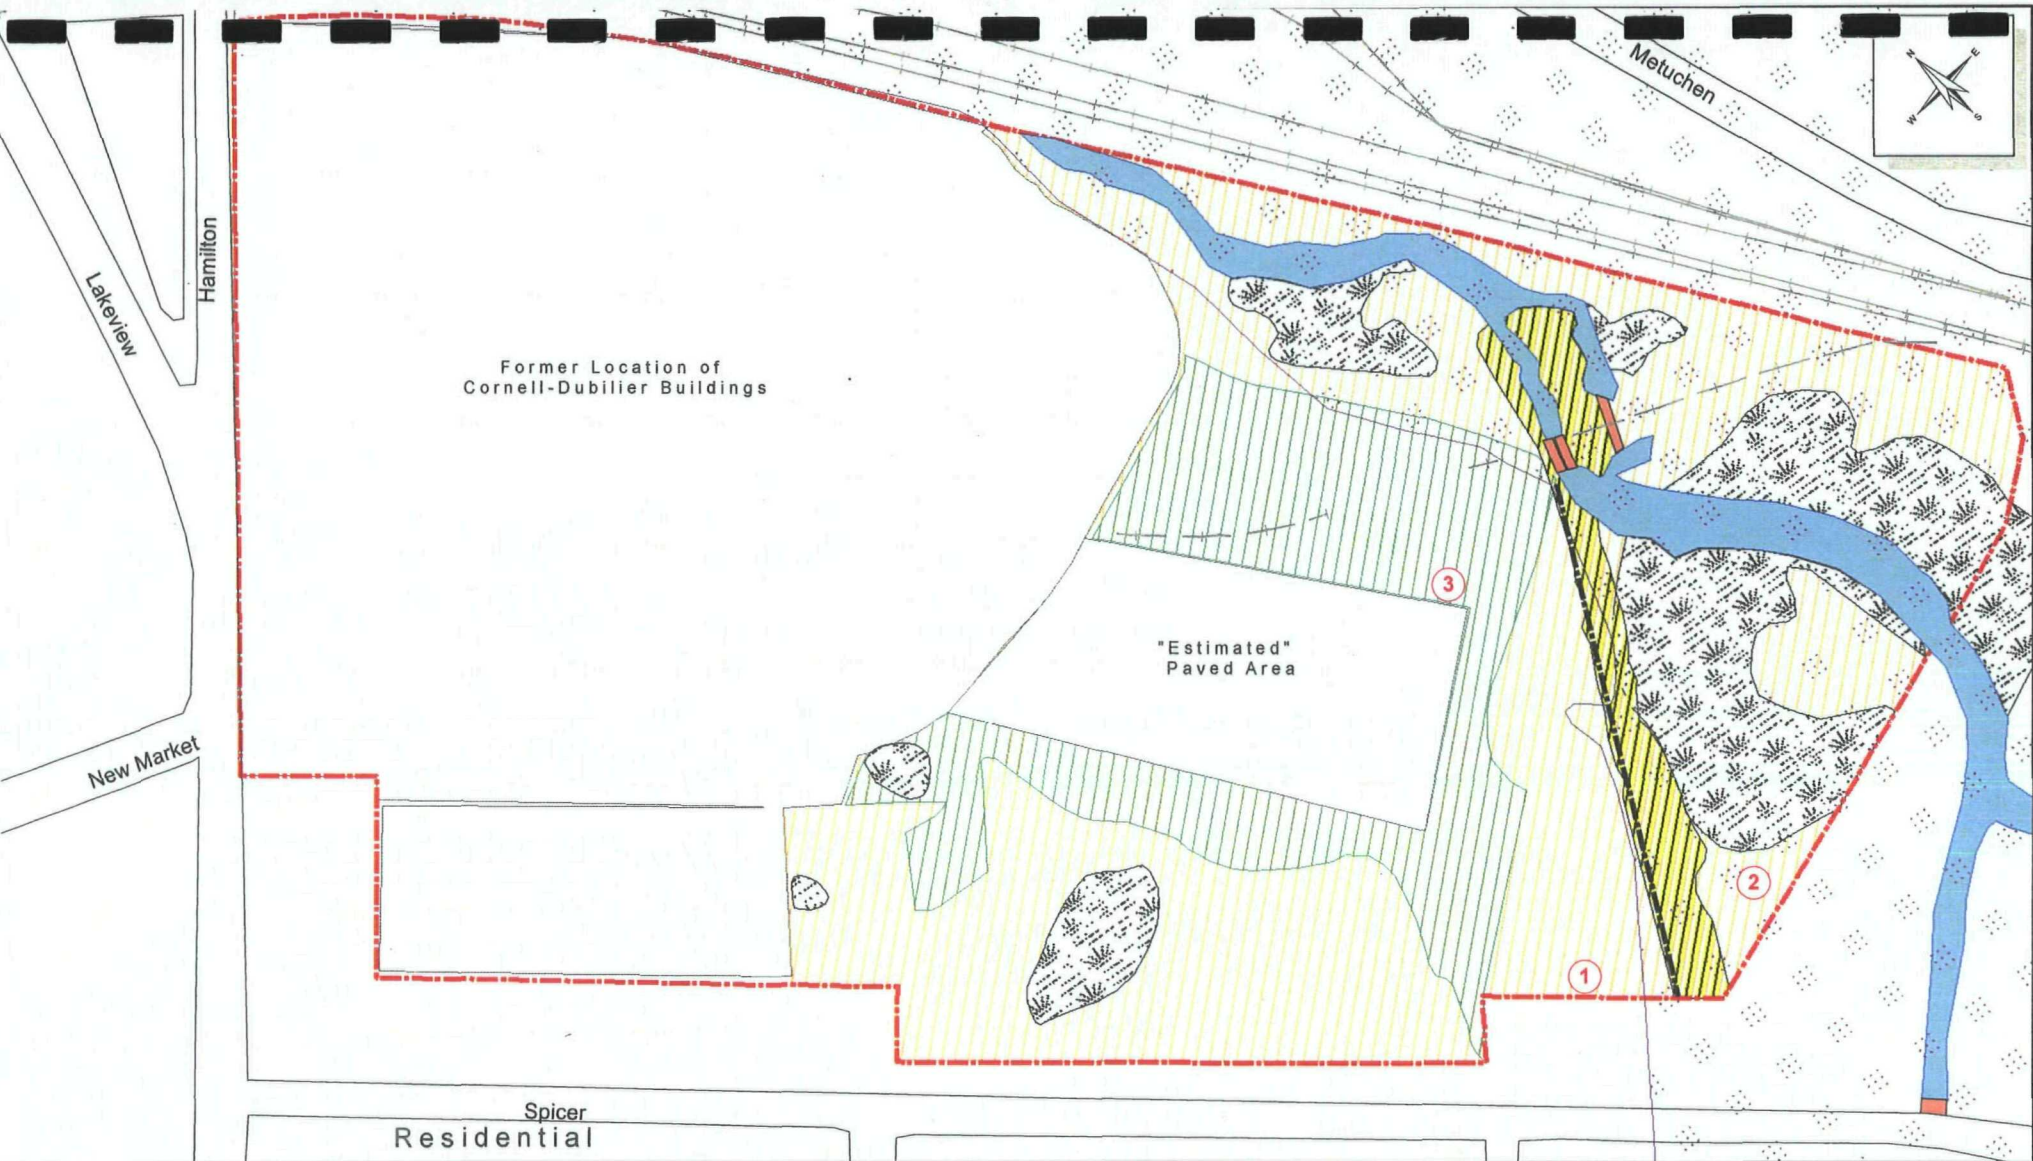 Metuchen
N
E
W
S
Hamilton
Lakeview
Former Location of
Cornell-Dubilier Buildings
3
"Estimated"
Paved Area
New Market
2
1
Spicer
Residential